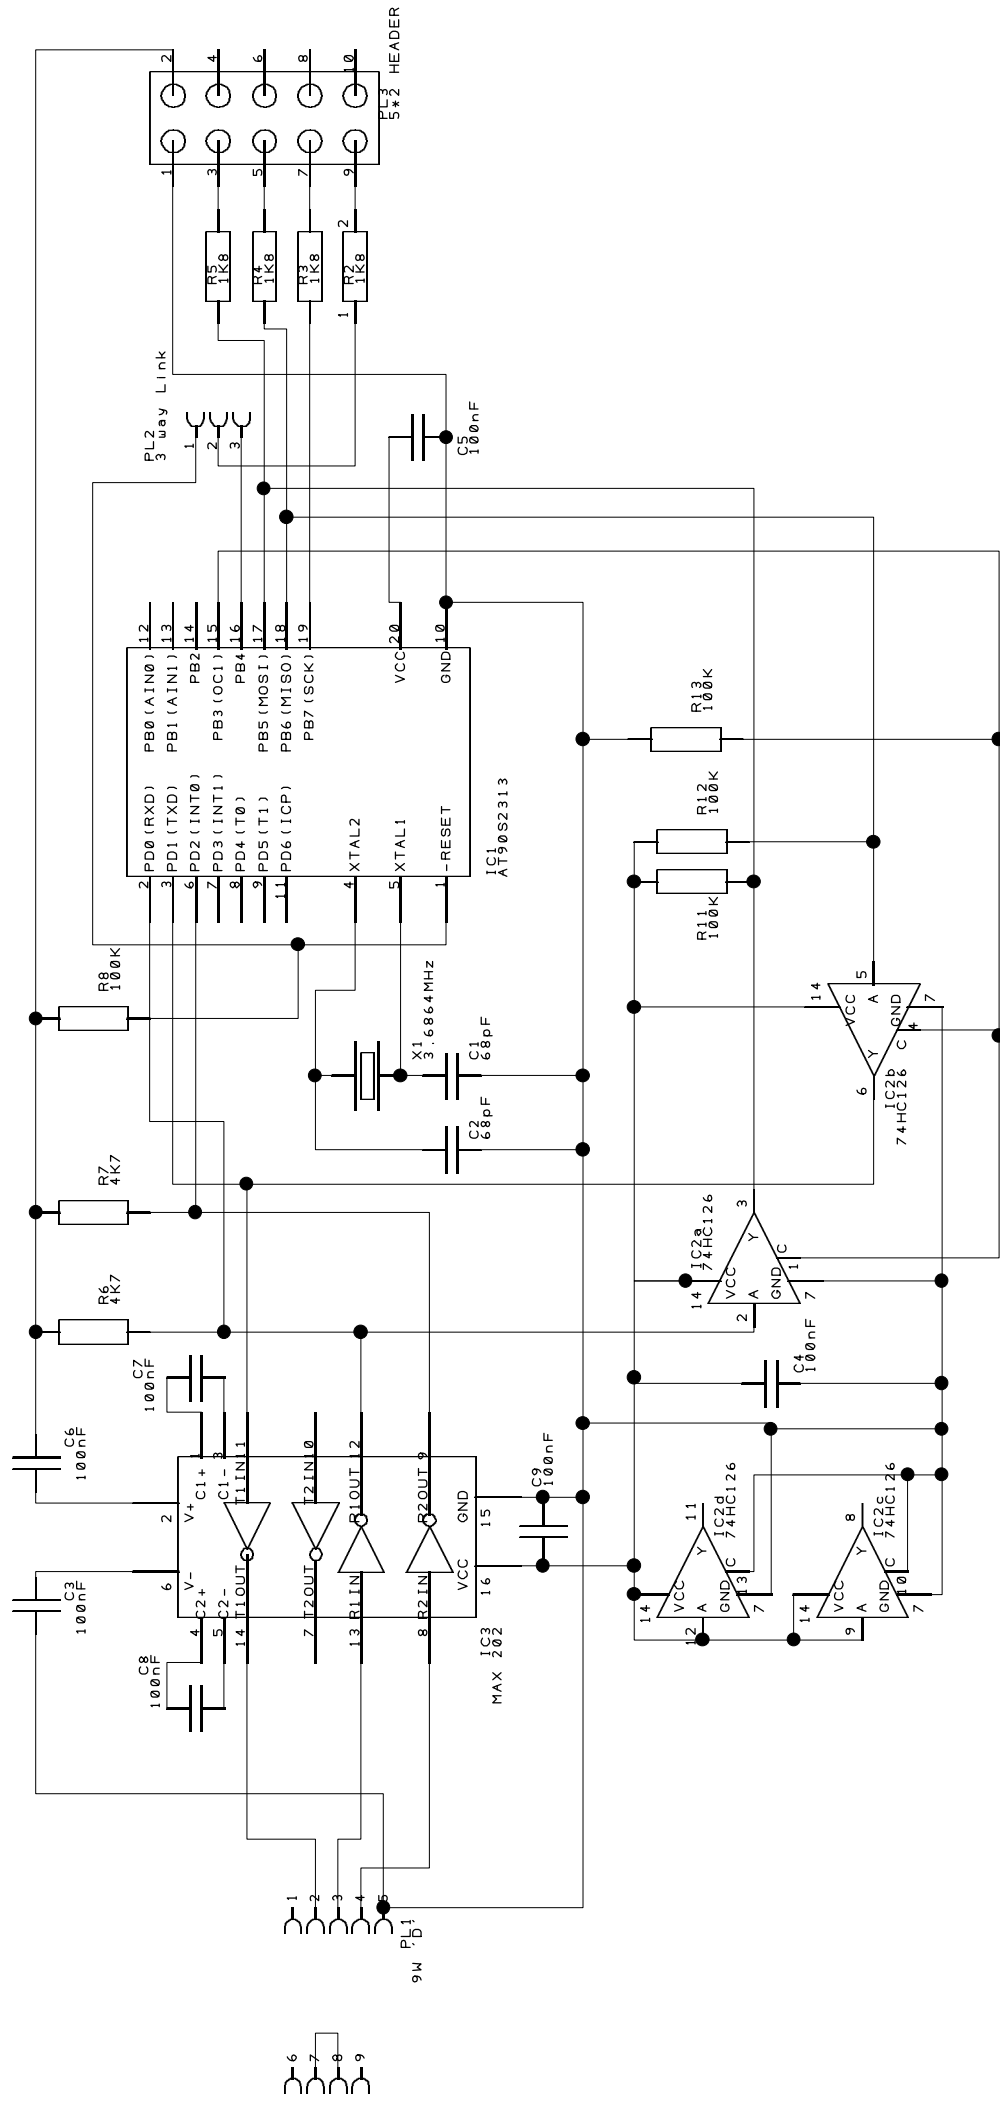 2
4
6
8
10
PL3
5*2 HEADER
1
3
5
7
9
R5
1K8
R4
1K8
R3
1K8
2
R2
1K8
1
PL2
3 way Link
1
2
3
C5
100nF
12
13
14
15
16
17
18
19
20
10
PB0(AIN0)
PB1(AIN1)
PB2
PB3(OC1)
PB4
PB5(MOSI)
PB6(MISO)
PB7(SCK)
VCC
GND
PD0(RXD)
PD1(TXD)
PD2(INT0)
PD3(INT1)
PD4(T0)
PD5(T1)
PD6(ICP)
XTAL2
XTAL1
-RESET
2
3
6
7
8
9
11
4
5
1
IC1
AT90S2313
R13
100K
R12
100K
R11
100K
R8
100K
X1
3.6864MHz
C1
68pF
C2
68pF
5
14
VCC
A
GND
7
C
4
Y
6
IC2b
74HC126
R7
4K7
R6
4K7
3
IC2a
74HC126
Y
C
1
14
VCC
A
GND
7
2
C4
100nF
C7
100nF
C6
100nF
C3
100nF
C8
100nF
C9
100nF
1
3
C1+
C1-
T1IN
11
T2IN
10
R1OUT
12
R2OUT
9
2
V+
6
V-
GND
15
VCC
16
C2+
C2-
T1OUT
T2OUT
R1IN
R2IN
4
5
14
7
13
8
IC3
MAX 202
11
IC2d
74HC126
Y
C
13
14
VCC
A
GND
7
12
8
IC2c
74HC126
Y
C
10
14
VCC
A
GND
7
9
1
2
3
4
5
PL1
9W 'D'
6
7
8
9